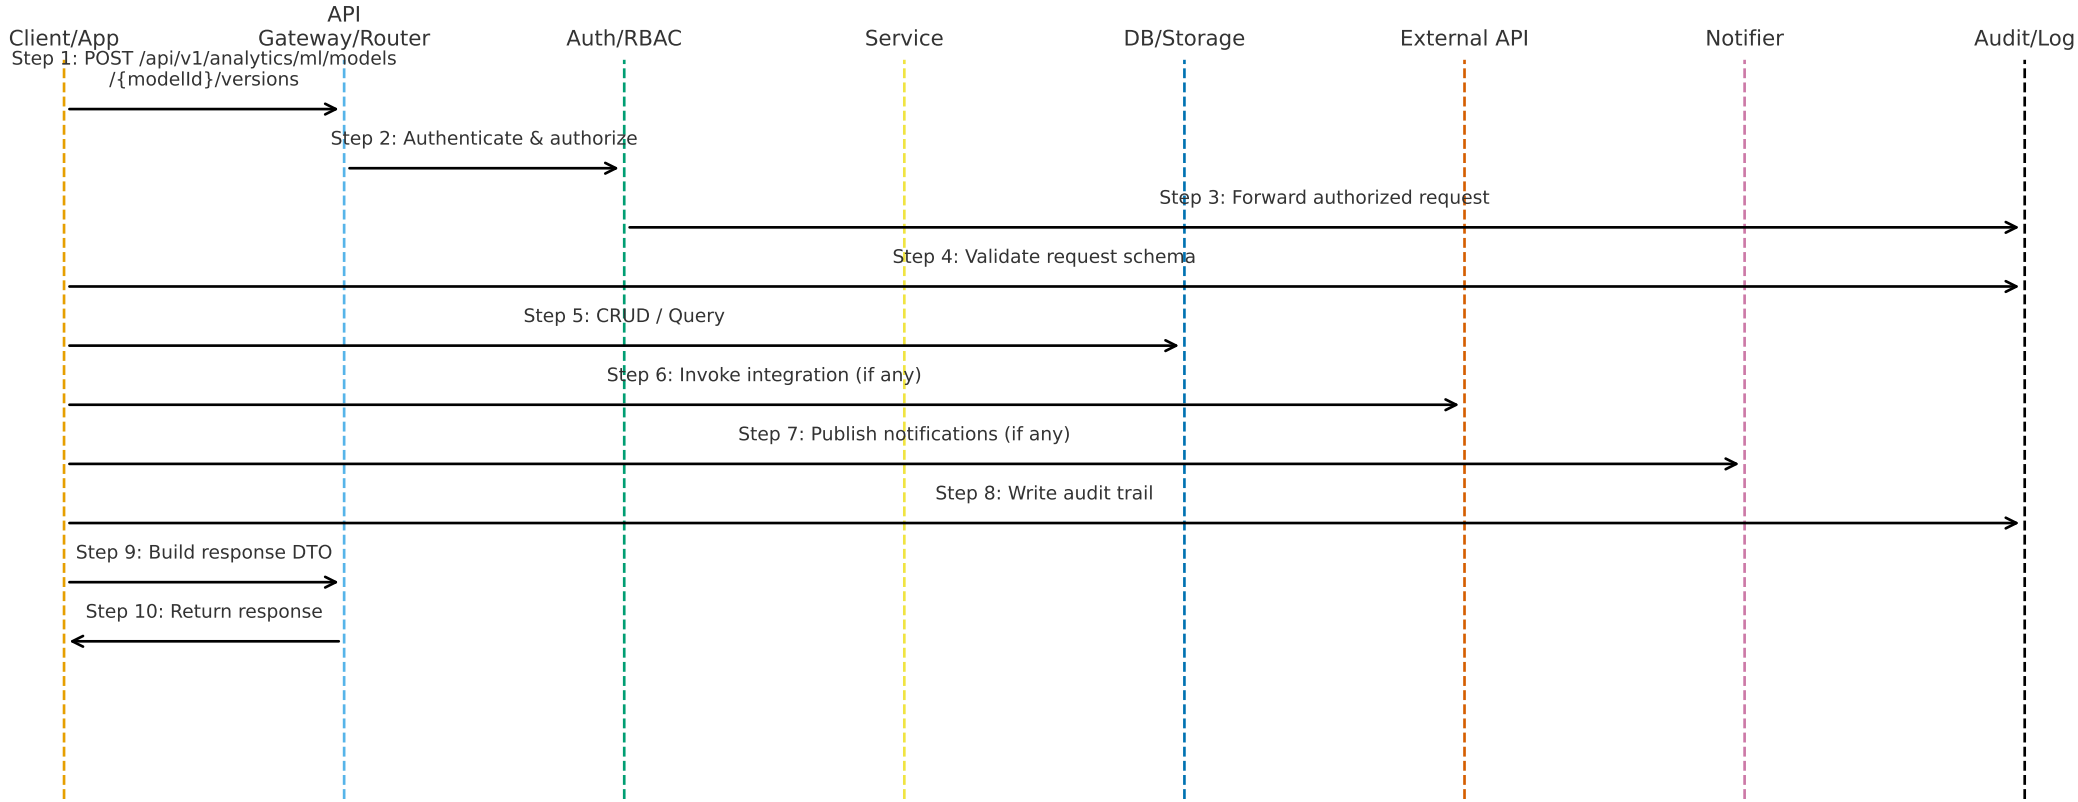 API
Client/App
Gateway/Router
Auth/RBAC
Service
DB/Storage
External API
Notifier
Audit/Log
Step 1: POST /api/v1/analytics/ml/models
/{modelId}/versions
Step 2: Authenticate & authorize
Step 3: Forward authorized request
Step 4: Validate request schema
Step 5: CRUD / Query
Step 6: Invoke integration (if any)
Step 7: Publish notifications (if any)
Step 8: Write audit trail
Step 9: Build response DTO
Step 10: Return response